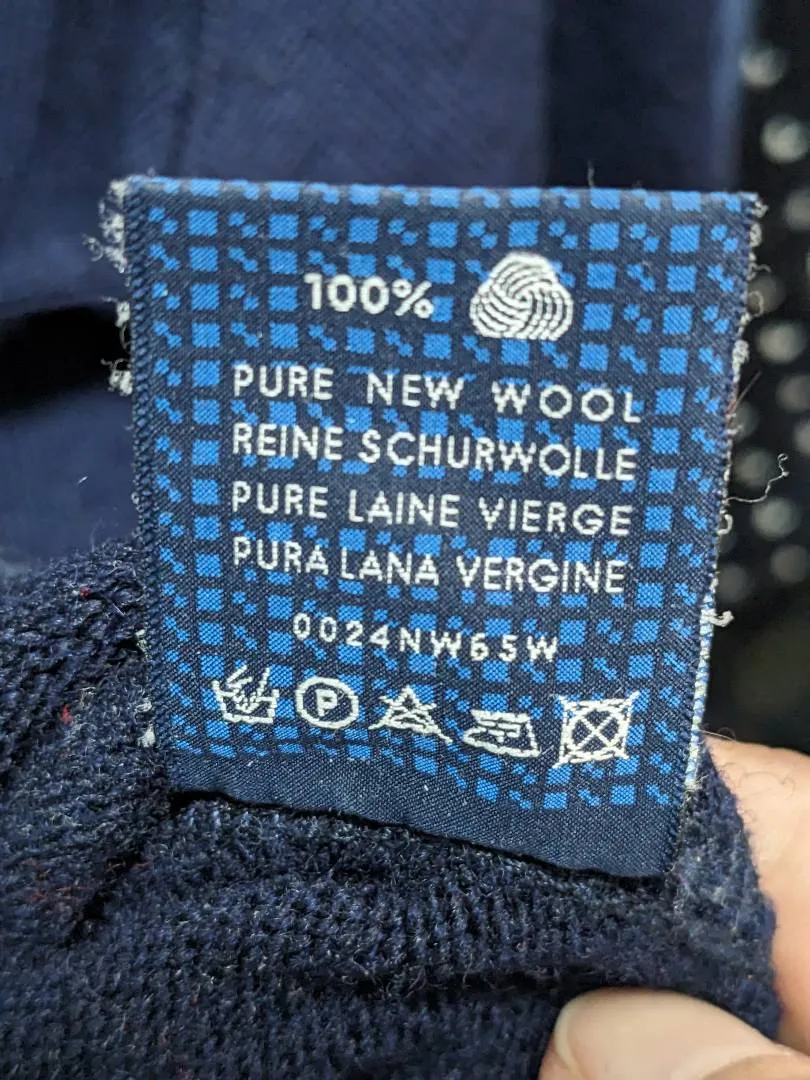 100%
PURE NEW WOOL
REINE SCHURWOLLE
PURE LAINE VIERGE
PURA LANA VERGINE
0024NW65W
P